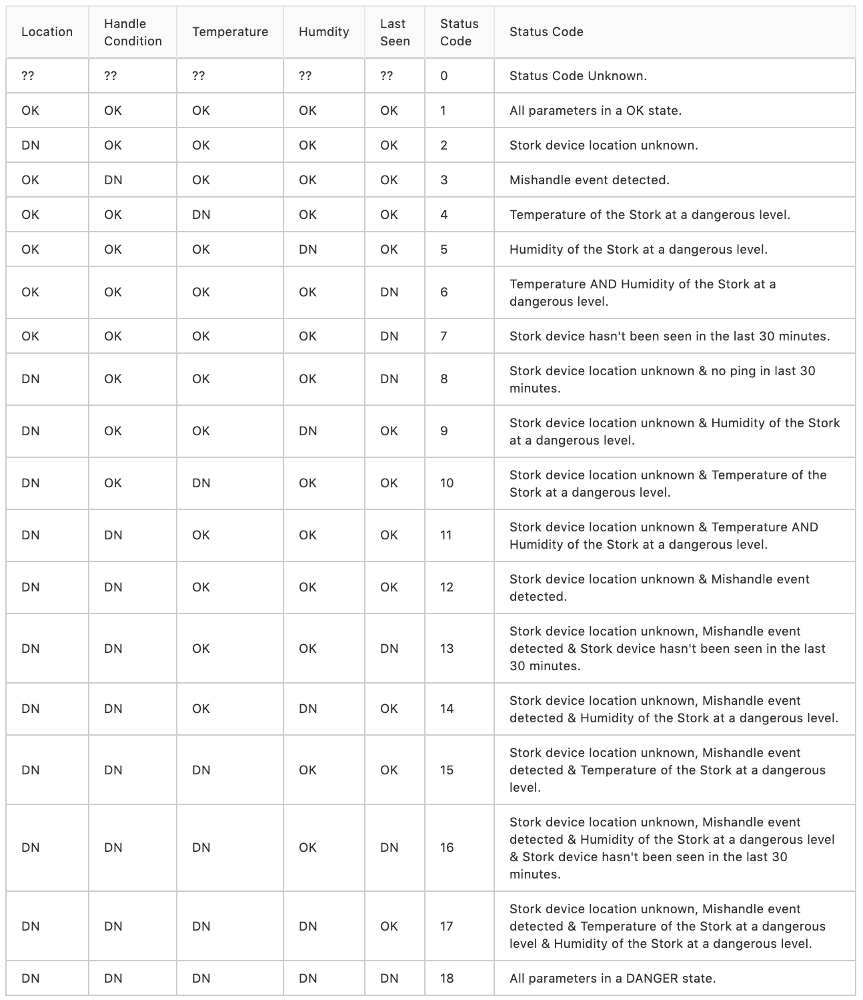 Location Handle Condition Temperature Humdity Last Seen Status Code Status Code
?? ?? ?? ?? ?? 0 Status Code Unknown.
OK OK OK OK OK 1 All parameters in a OK state.
DN OK OK OK OK 2 Stork device location unknown.
OK DN OK OK OK 3 Mishandle event detected.
OK OK DN OK OK 4 Temperature of the Stork at a dangerous level.
OK OK OK DN OK 5 Humidity of the Stork at a dangerous level.
OK OK OK OK DN 6 Temperature AND Humidity of the Stork at a
dangerous level.
OK OK OK OK DN 7 Stork device hasn't been seen in the last 30 minutes.
DN OK OK OK DN 8 Stork device location unknown & no ping in last 30
minutes.
DN OK OK DN OK 9 Stork device location unknown & Humidity of the Stork
at a dangerous level.
DN OK DN OK OK 10 Stork device location unknown & Temperature of the
Stork at a dangerous level.
DN DN OK OK OK 11 Stork device location unknown & Temperature AND
Humidity of the Stork at a dangerous level.
DN DN OK OK OK 12 Stork device location unknown & Mishandle event
detected.
DN DN OK OK DN 13 Stork device location unknown, Mishandle event
detected & Stork device hasn't been seen in the last
30 minutes.
DN DN OK DN OK 14 Stork device location unknown, Mishandle event
detected & Humidity of the Stork at a dangerous level.
DN DN DN OK OK 15 Stork device location unknown, Mishandle event
detected & Temperature of the Stork at a dangerous
level.
DN DN DN OK DN 16 Stork device location unknown, Mishandle event
detected & Humidity of the Stork at a dangerous level
& Stork device hasn't been seen in the last 30
minutes.
DN DN DN DN OK 17 Stork device location unknown, Mishandle event
detected & Temperature of the Stork at a dangerous
level & Humidity of the Stork at a dangerous level.
DN DN DN DN DN 18 All parameters in a DANGER state.